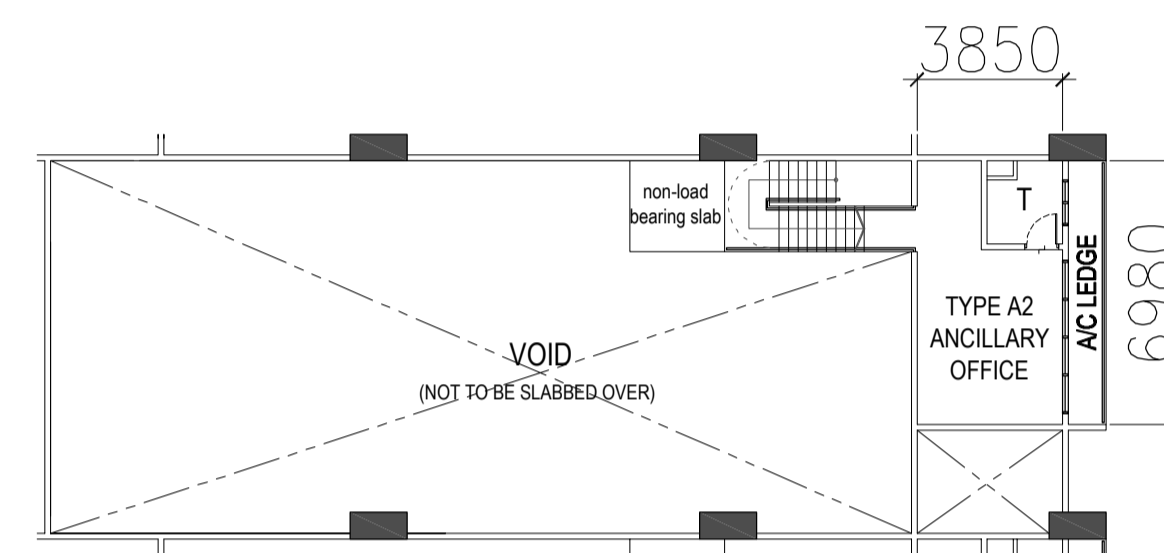 3850
non-load
bearing slab
T
A/C LEDGE
6980
TYPE A2
ANCILLARY
OFFICE
VOID
(NOT TO BE SLABBED OVER)